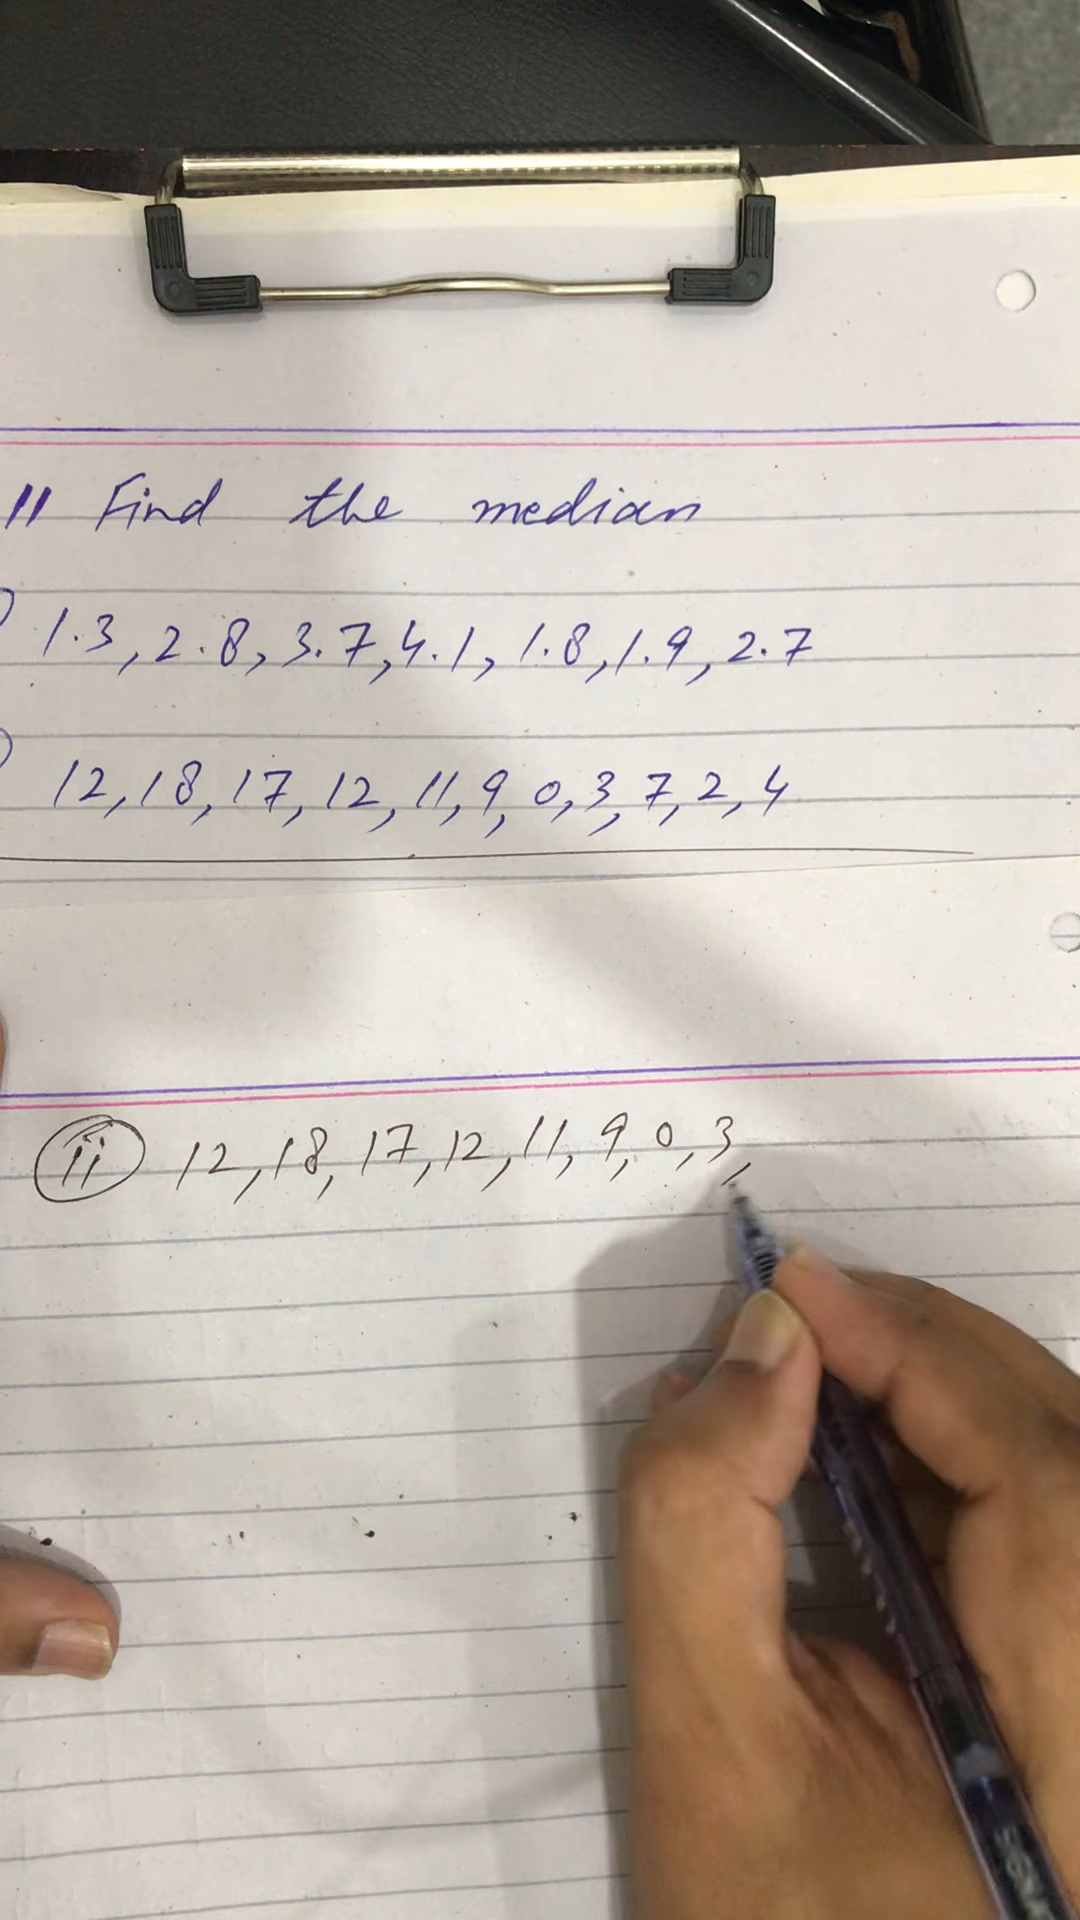 11 Find the median
) 1.3, 2.8, 3.7, 4.1, 1.8, 1.9, 2.7
) 12, 18, 17, 12, 11, 9, 0, 3, 7, 2, 4
ii 12, 18, 17, 12, 11, 9, 0, 3,